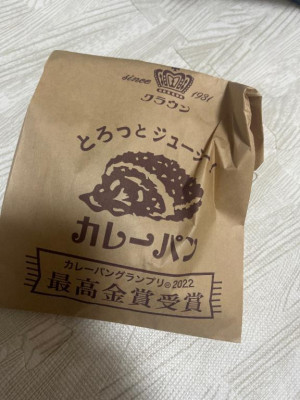 since 1931
クラウン
とろっとジューシー
カレーパン
カレーパングランプリ®2022
最高金賞受賞